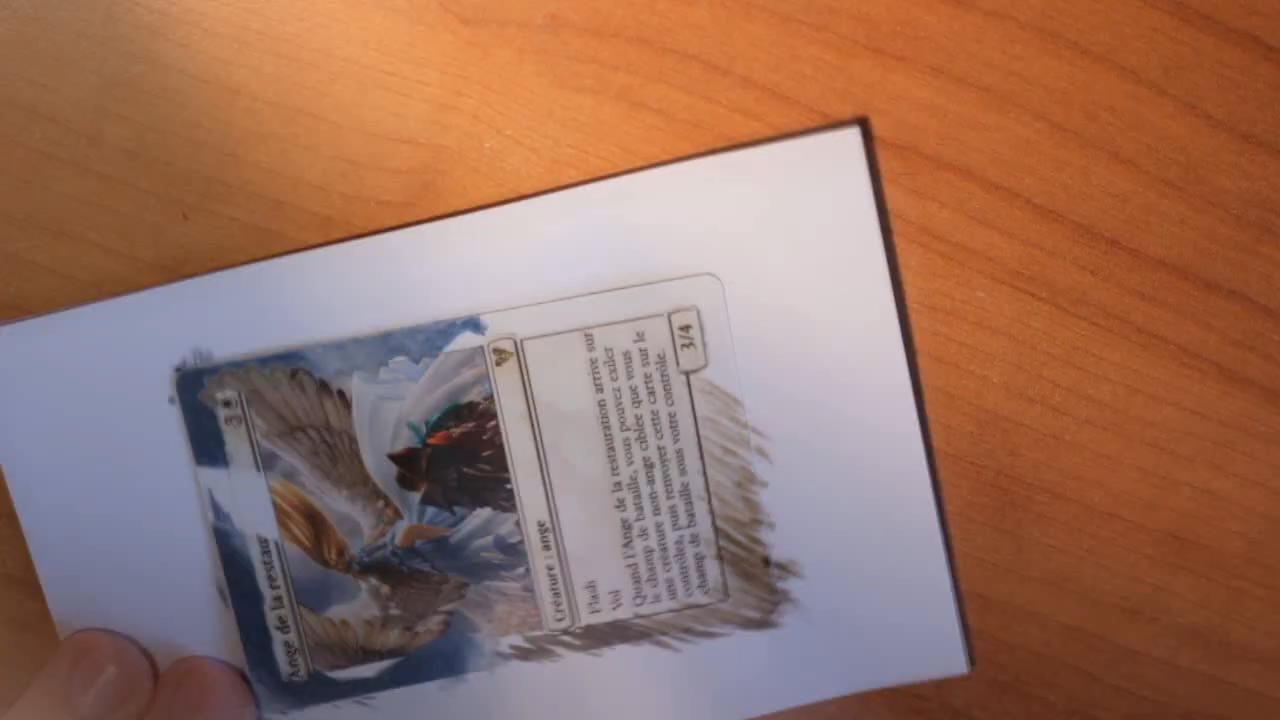 Ange de la restaur
3
Créature : ange
Flash
Vol
Quand l'Ange de la restauration arrive sur
le champ de bataille, vous pouvez exiler
une créature non-ange ciblée que vous
contrôlez, puis renvoyer cette carte sur le
champ de bataille sous votre contrôle.
3/4